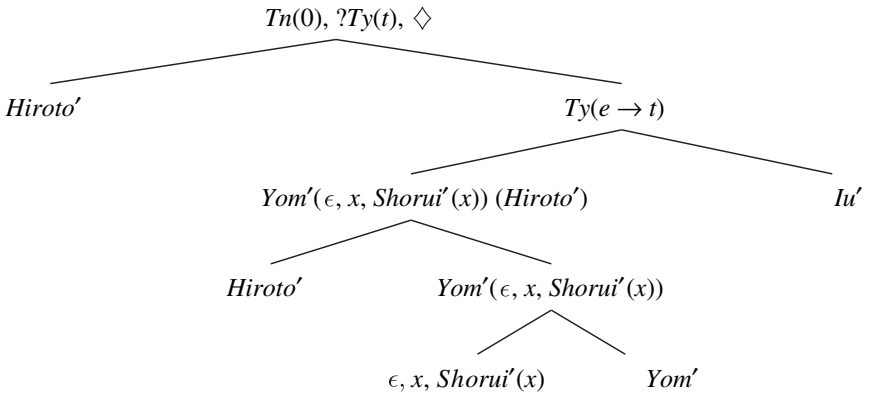 Tn(0), ?Ty(t), ♢
Hiroto′ Ty(e → t)
Yom′(ϵ, x, Shorui′(x)) (Hiroto′) Iu′
Hiroto′ Yom′(ϵ, x, Shorui′(x))
ϵ, x, Shorui′(x) Yom′